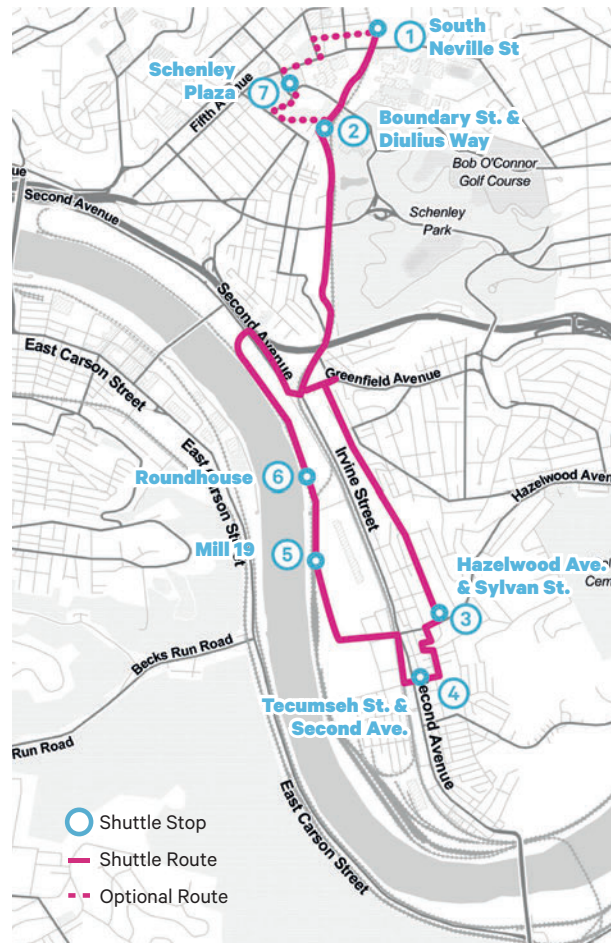 South
Neville St
1
Schenley
Plaza
7
Fifth Avenue
2
Boundary St. &
Diulius Way
Bob O'Connor
Golf Course
Second Avenue
Schenley
Park
Second Avenue
East Carson Street
Greenfield Avenue
Irvine Street
East Carson Street
Roundhouse
6
Hazelwood Aven
Mill 19
5
Hazelwood Ave.
& Sylvan St.
Cem
3
Becks Run Road
4
Tecumseh St. &
Second Ave.
Second Avenue
Run Road
East Carson Street
Shuttle Stop
Shuttle Route
Optional Route